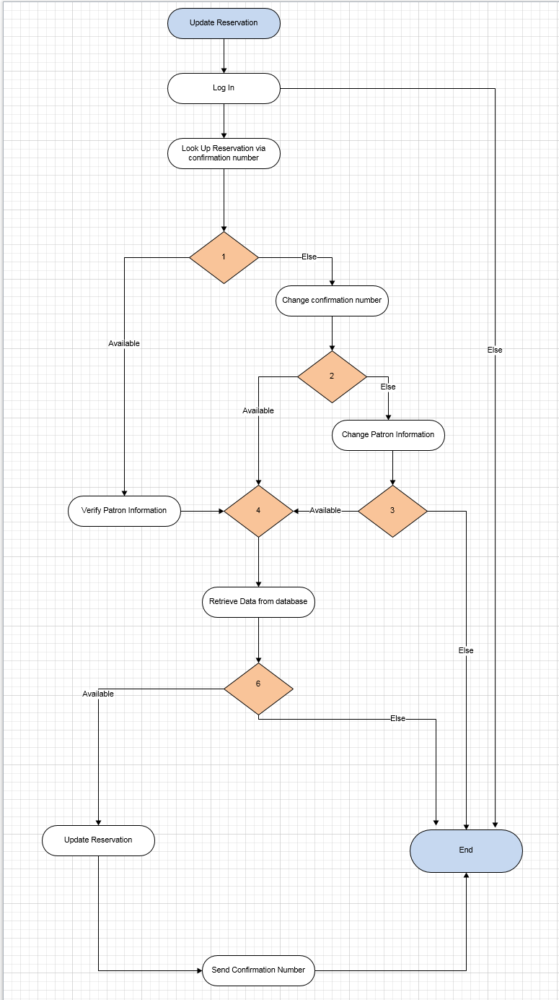 Update Reservation
Log In
Look Up Reservation via
confirmation number
1
Else
Change confirmation number
Available
Else
2
Else
Available
Change Patron Information
Verify Patron Information
4
Available
3
Retrieve Data from database
Else
6
Available
Else
Update Reservation
End
Send Confirmation Number